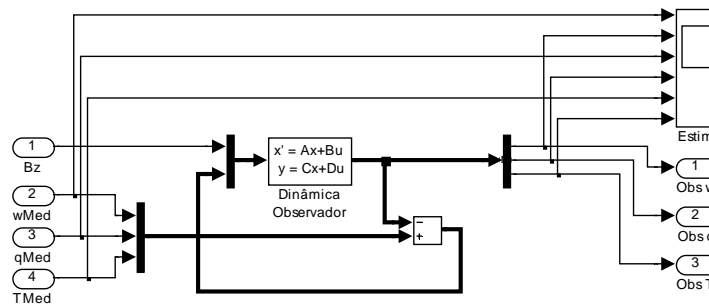 1
Bz
2
wMed
3
qMed
4
TMed
x' = Ax+Bu
y = Cx+Du
Dinâmica
Observador
−
+
Estim
1
Obs w
2
Obs
3
Obs T